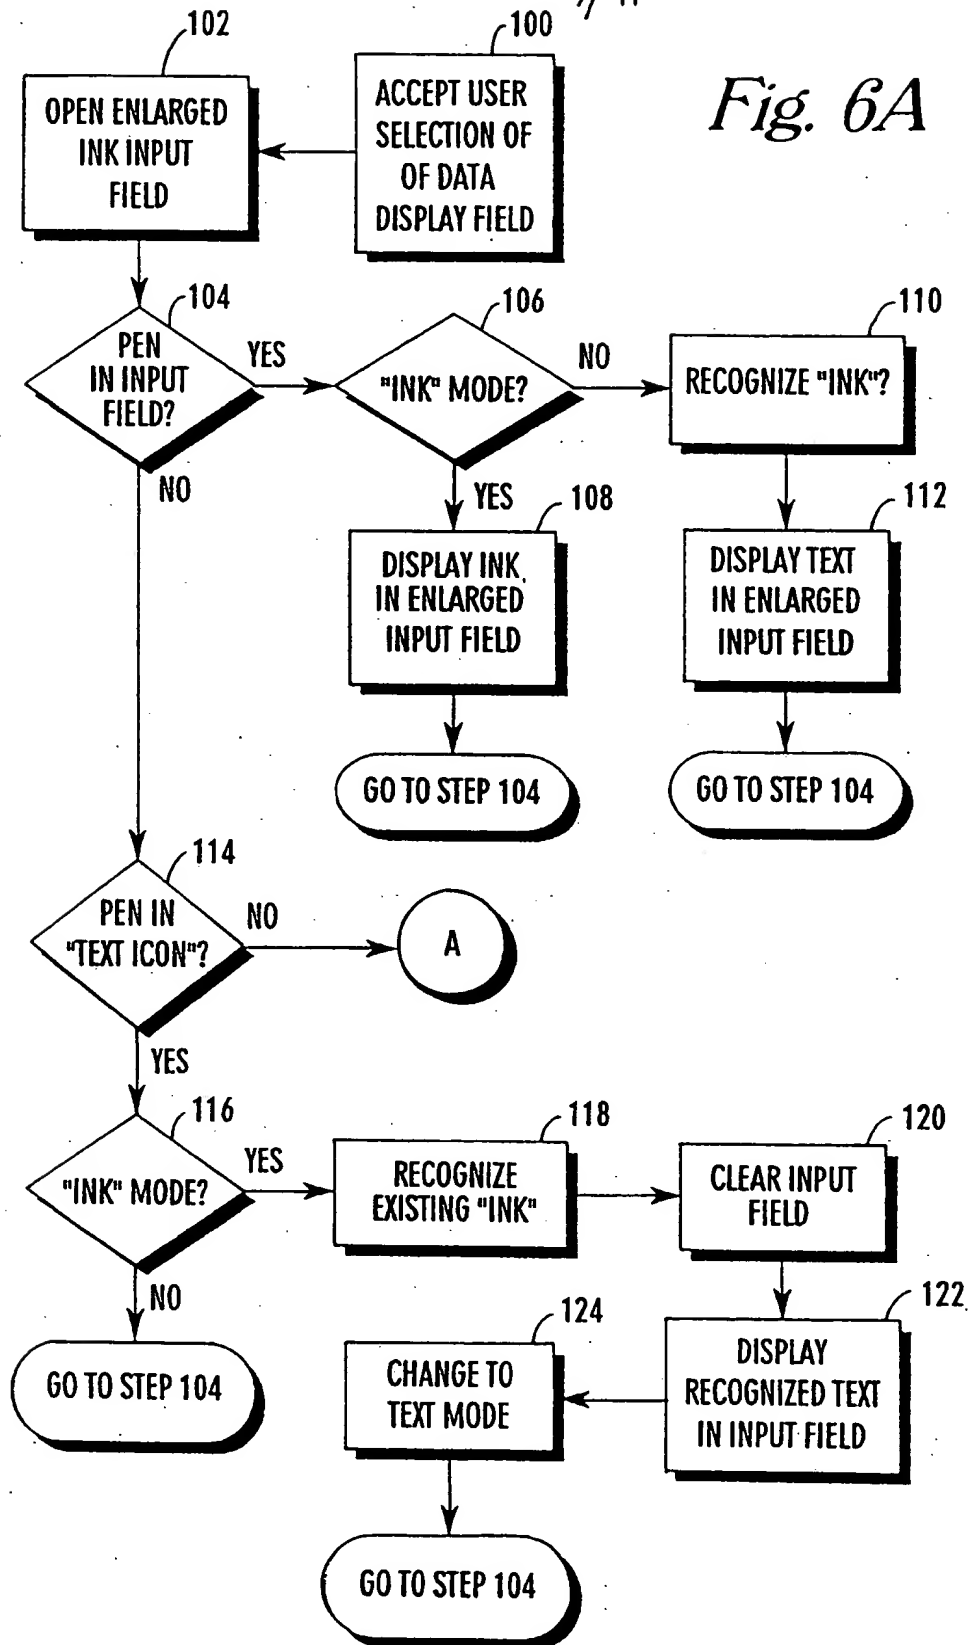 102
100
Fig. 6A
OPEN ENLARGED
INK INPUT
FIELD
ACCEPT USER
SELECTION OF
OF DATA
DISPLAY FIELD
104
PEN
IN INPUT
FIELD?
YES
NO
106
"INK" MODE?
NO
YES
110
RECOGNIZE "INK"?
108
DISPLAY INK
IN ENLARGED
INPUT FIELD
112
DISPLAY TEXT
IN ENLARGED
INPUT FIELD
GO TO STEP 104
GO TO STEP 104
114
PEN IN
"TEXT ICON"?
NO
A
YES
116
"INK" MODE?
YES
NO
118
RECOGNIZE
EXISTING "INK"
120
CLEAR INPUT
FIELD
122
DISPLAY
RECOGNIZED TEXT
IN INPUT FIELD
124
CHANGE TO
TEXT MODE
GO TO STEP 104
GO TO STEP 104